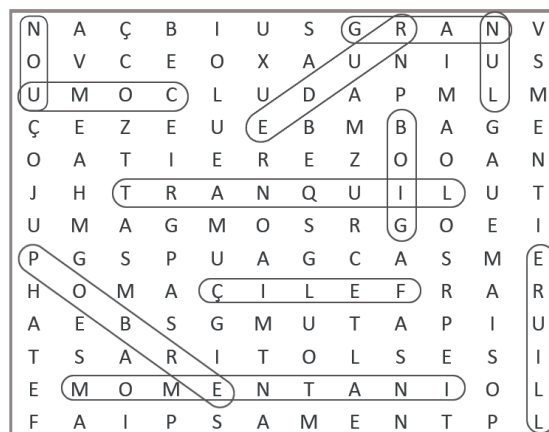 N A Ç B I U S G R A N V
O V C E O X A U N I U S
U M O C L U D A P M L M
Ç E Z E U E B M B A G E
O A T I E R E Z O O A N
J H T R A N Q U I L U T
U M A G M O S R G O E I
P G S P U A G C A S M E
H O M A Ç I L E F R A R
A E B S G M U T A P I U
T S A R I T O L S E S I
E M O M E N T A N I O L
F A I P S A M E N T P L